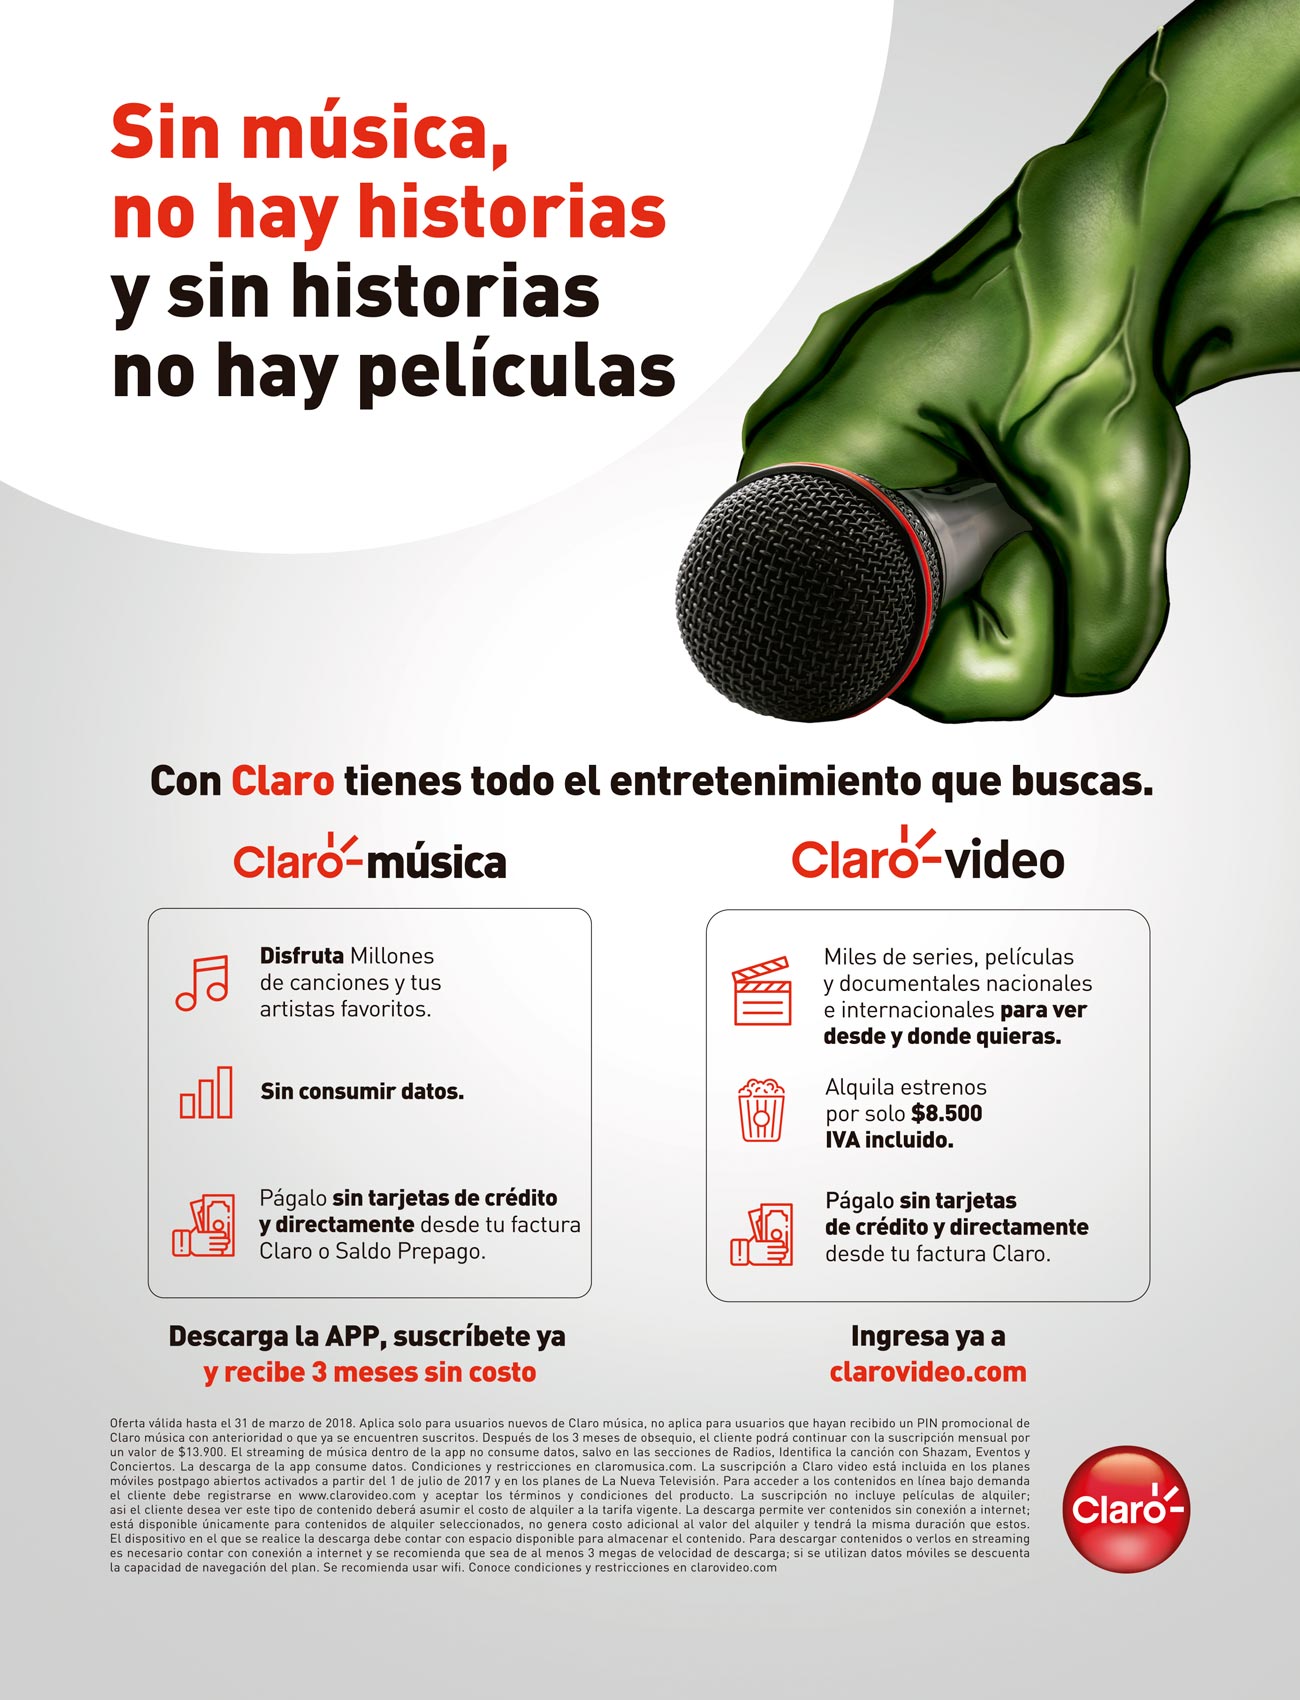 Sin música,
no hay historias
y sin historias
no hay películas
Con Claro tienes todo el entretenimiento que buscas.
Claro-música
Disfruta Millones
de canciones y tus
artistas favoritos.
Sin consumir datos.
Págalo sin tarjetas de crédito
y directamente desde tu factura
Claro o Saldo Prepago.
Descarga la APP, suscríbete ya
y recibe 3 meses sin costo
Claro-video
Miles de series, películas
y documentales nacionales
e internacionales para ver
desde y donde quieras.
Alquila estrenos
por solo $8.500
IVA incluido.
Págalo sin tarjetas
de crédito y directamente
desde tu factura Claro.
Ingresa ya a
clarovideo.com
Oferta válida hasta el 31 de marzo de 2018. Aplica solo para usuarios nuevos de Claro música, no aplica para usuarios que hayan recibido un PIN promocional de
Claro música con anterioridad o que ya se encuentren suscritos. Después de los 3 meses de obsequio, el cliente podrá continuar con la suscripción mensual por
un valor de $13.900. El streaming de música dentro de la app no consume datos, salvo en las secciones de Radios, Identifica la canción con Shazam, Eventos y
Conciertos. La descarga de la app consume datos. Condiciones y restricciones en claromusica.com. La suscripción a Claro video está incluida en los planes
móviles postpago abiertos activados a partir del 1 de julio de 2017 y en los planes de La Nueva Televisión. Para acceder a los contenidos en línea bajo demanda
el cliente debe registrarse en www.clarovideo.com y aceptar los términos y condiciones del producto. La suscripción no incluye películas de alquiler;
asi el cliente desea ver este tipo de contenido deberá asumir el costo de alquiler a la tarifa vigente. La descarga permite ver contenidos sin conexión a internet;
está disponible únicamente para contenidos de alquiler seleccionados, no genera costo adicional al valor del alquiler y tendrá la misma duración que estos.
El dispositivo en el que se realice la descarga debe contar con espacio disponible para almacenar el contenido. Para descargar contenidos o verlos en streaming
es necesario contar con conexión a internet y se recomienda que sea de al menos 3 megas de velocidad de descarga; si se utilizan datos móviles se descuenta
la capacidad de navegación del plan. Se recomienda usar wifi. Conoce condiciones y restricciones en clarovideo.com
Claro